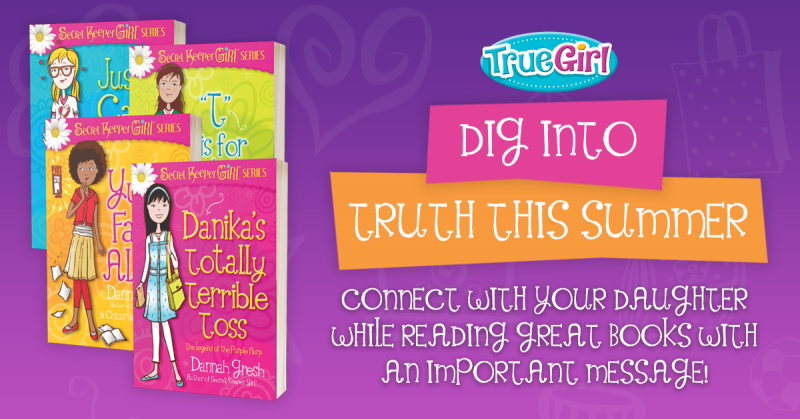 Secret Keeper GIRL SERIES
Secret Keeper GIRL SERIES
"T"
is for
Secret Keeper GIRL SERIES
Secret Keeper GIRL SERIES
Danika's
Totally
Terrible
Toss
The legend of the Purple
Dannah Gresh
Author of Secret Keeper Girl
True Girl
DIG INTO
TRUTH THIS SUMMER
CONNECT WITH YOUR DAUGHTER
WHILE READING GREAT BOOKS WITH
AN IMPORTANT MESSAGE!